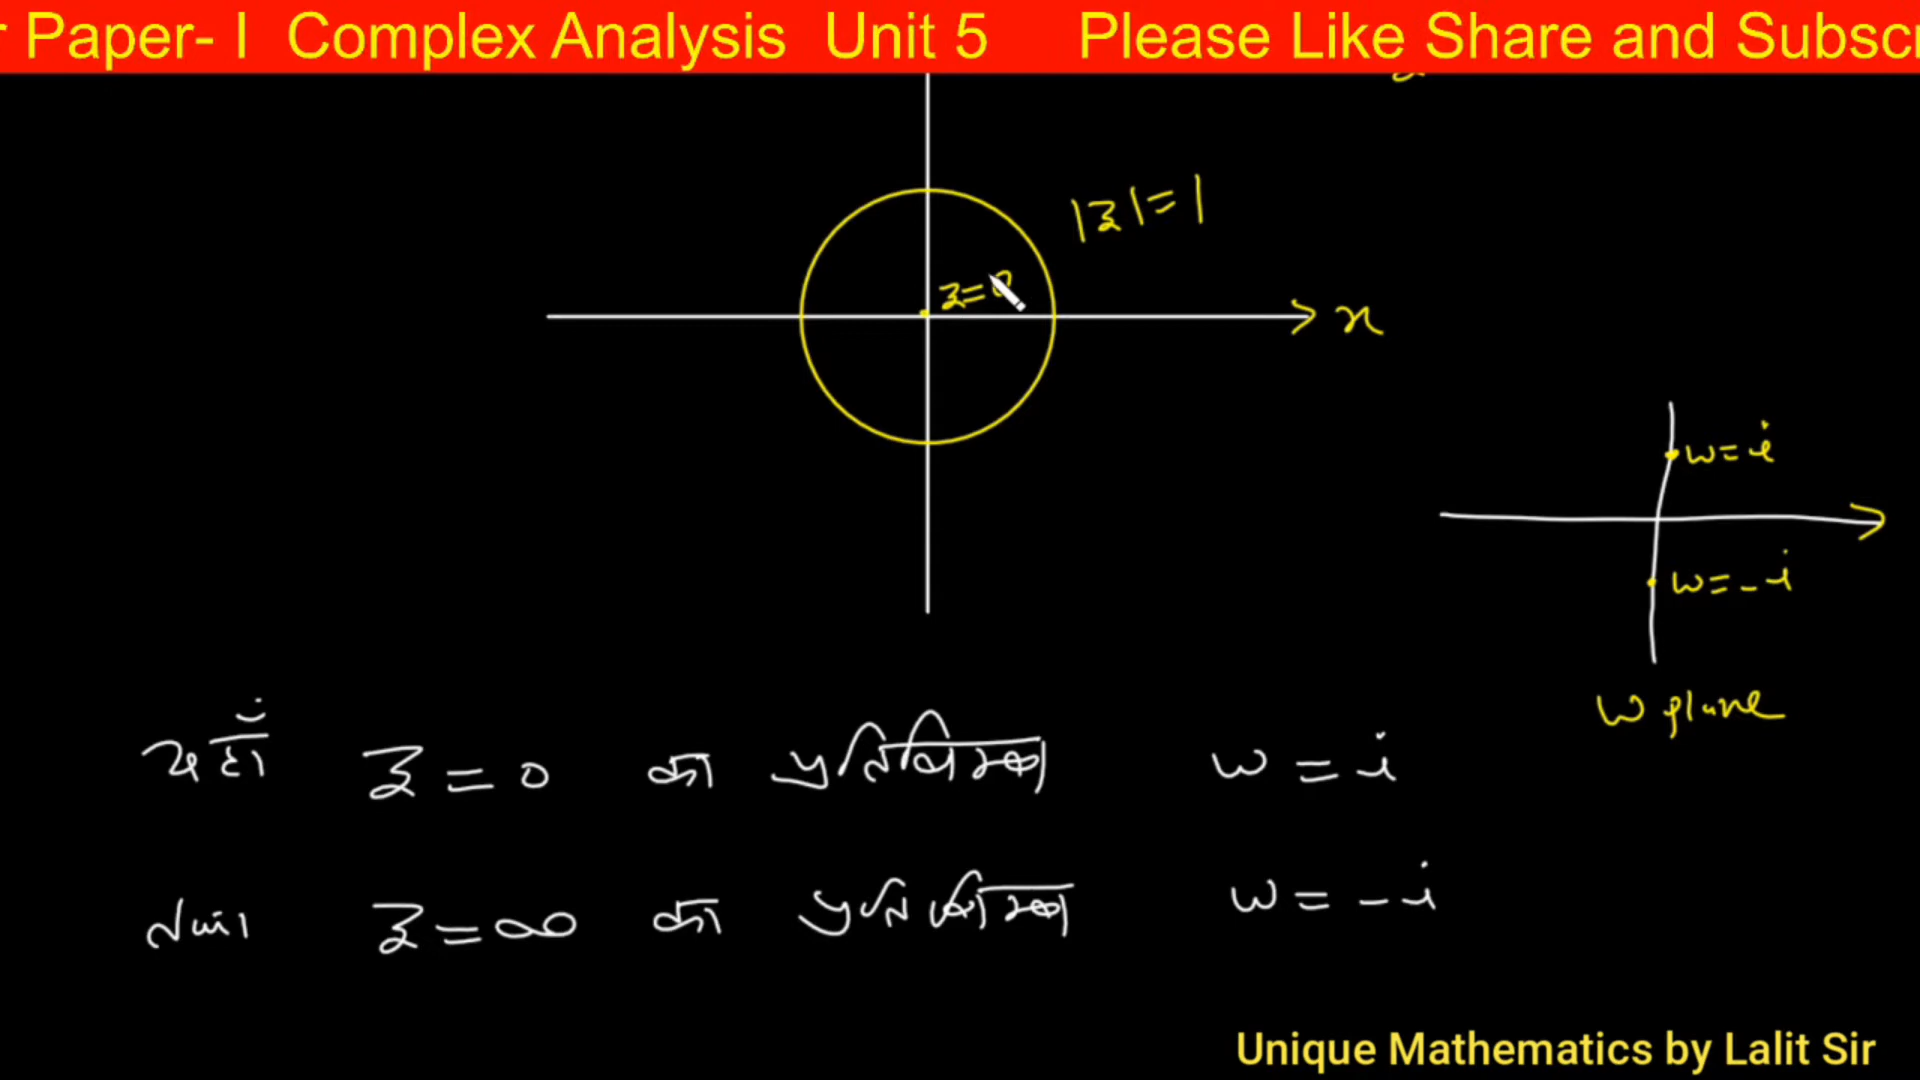 Paper- I Complex Analysis Unit 5 Please Like Share and Subscr
|z|=1
z=0
x
w=i
w=-i
w plane
यहाँ z=0 का प्रतिबिम्ब w=i
तथा z=∞ का प्रतिबिम्ब w=-i
Unique Mathematics by Lalit Sir